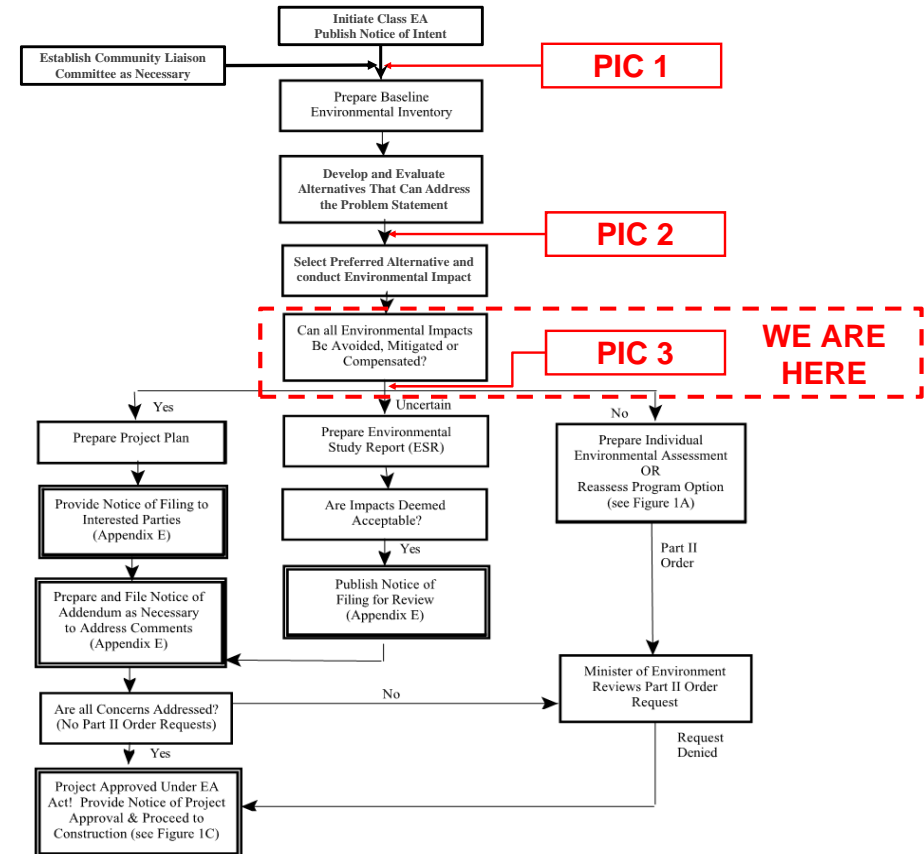 Initiate Class EA
Publish Notice of Intent
Establish Community Liaison
Committee as Necessary
PIC 1
Prepare Baseline
Environmental Inventory
Develop and Evaluate
Alternatives That Can Address
the Problem Statement
PIC 2
Select Preferred Alternative and
conduct Environmental Impact
Can all Environmental Impacts
Be Avoided, Mitigated or
Compensated?
PIC 3
WE ARE
HERE
Yes
Uncertain
No
Prepare Project Plan
Prepare Environmental
Study Report (ESR)
Prepare Individual
Environmental Assessment
OR
Reassess Program Option
(see Figure 1A)
Provide Notice of Filing to
Interested Parties
(Appendix E)
Are Impacts Deemed
Acceptable?
Yes
Part II
Order
Prepare and File Notice of
Addendum as Necessary
to Address Comments
(Appendix E)
Publish Notice of
Filing for Review
(Appendix E)
Are all Concerns Addressed?
(No Part II Order Requests)
No
Minister of Environment
Reviews Part II Order
Request
Yes
Request
Denied
Project Approved Under EA
Act! Provide Notice of Project
Approval & Proceed to
Construction (see Figure 1C)